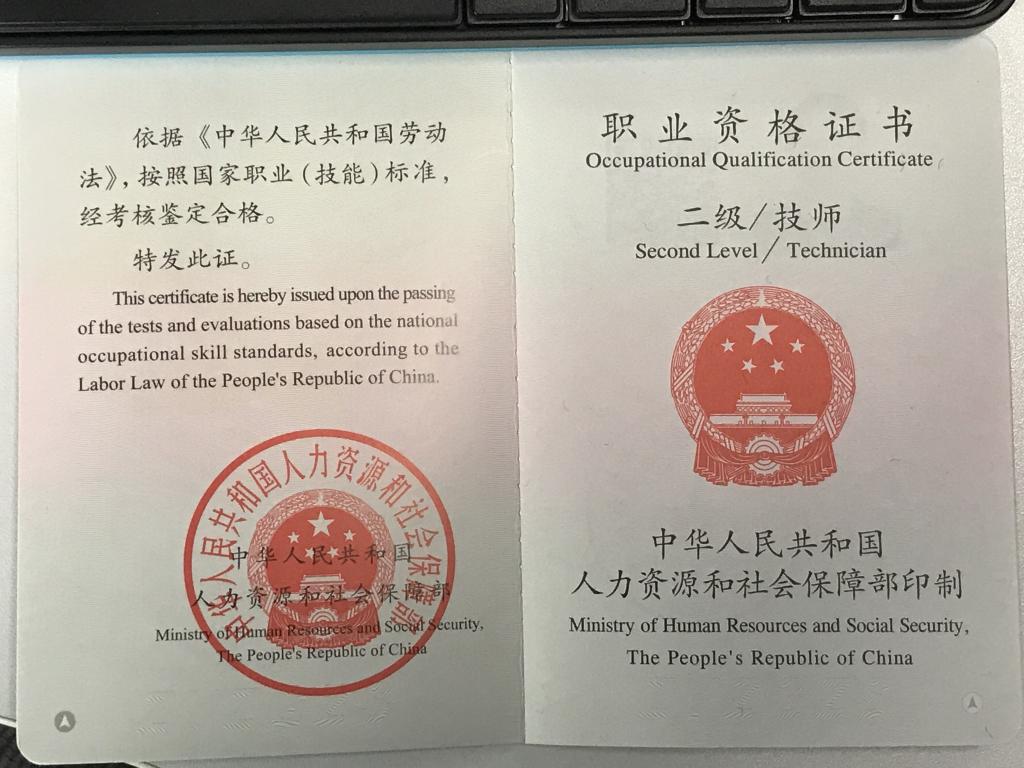 依据《中华人民共和国劳动
法》，按照国家职业（技能）标准，
经考核鉴定合格。
特发此证。
This certificate is hereby issued upon the passing
of the tests and evaluations based on the national
occupational skill standards, according to the
Labor Law of the People's Republic of China.
中华人民共和国人力资源和社会保障部
中华人民共和国
人力资源和社会保障部
Ministry of Human Resources and Social Security,
The People's Republic of China
职业资格证书
Occupational Qualification Certificate
二级/技师
Second Level / Technician
中华人民共和国
人力资源和社会保障部印制
Ministry of Human Resources and Social Security,
The People's Republic of China